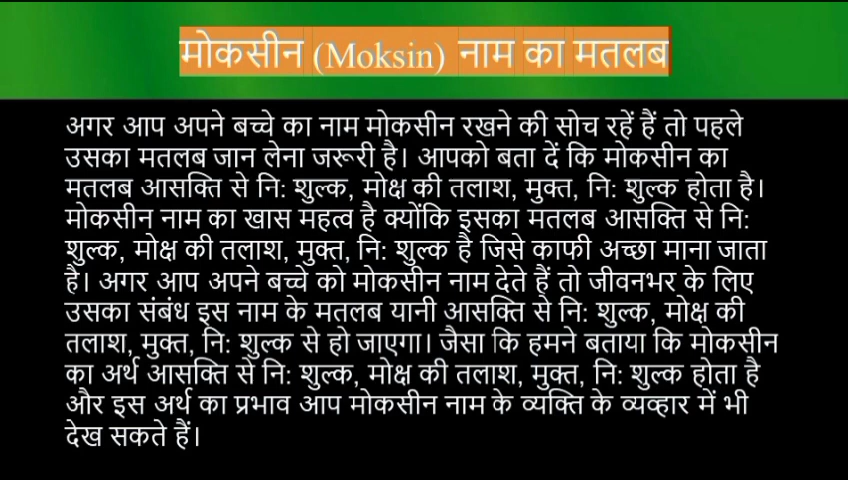 मोकसीन (Moksin) नाम का मतलब
अगर आप अपने बच्चे का नाम मोकसीन रखने की सोच रहें हैं तो पहले
उसका मतलब जान लेना जरूरी है। आपको बता दें कि मोकसीन का
मतलब आसक्ति से नि: शुल्क, मोक्ष की तलाश, मुक्त, नि: शुल्क होता है।
मोकसीन नाम का खास महत्व है क्योंकि इसका मतलब आसक्ति से नि:
शुल्क, मोक्ष की तलाश, मुक्त, नि: शुल्क है जिसे काफी अच्छा माना जाता
है। अगर आप अपने बच्चे को मोकसीन नाम देते हैं तो जीवनभर के लिए
उसका संबंध इस नाम के मतलब यानी आसक्ति से नि: शुल्क, मोक्ष की
तलाश, मुक्त, नि: शुल्क से हो जाएगा। जैसा कि हमने बताया कि मोकसीन
का अर्थ आसक्ति से नि: शुल्क, मोक्ष की तलाश, मुक्त, नि: शुल्क होता है
और इस अर्थ का प्रभाव आप मोकसीन नाम के व्यक्ति के व्यव्हार में भी
देख सकते हैं।